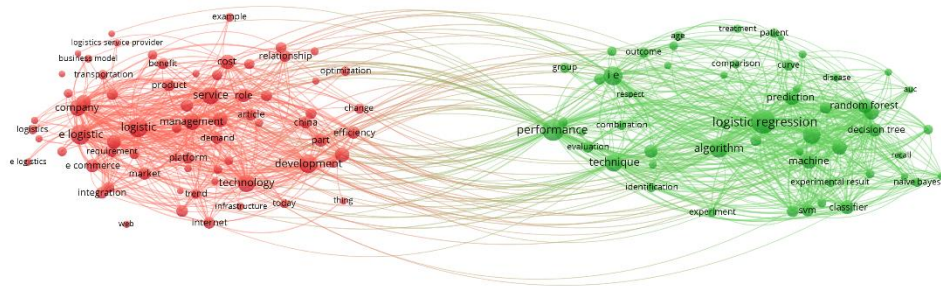 example
logistics service provider
relationship
business model
cost
benefit
optimization
transportation
product
service
role
company
change
article
logistic
management
china
logistics
e logistic
demand
part
efficiency
requirement
platform
e logistics
e commerce
development
market
technology
integration
trend
thing
infrastructure
today
web
internet
age
treatment
patient
outcome
group
i e
comparison
curve
disease
respect
prediction
auc
random forest
performance
combination
logistic regression
decision tree
evaluation
algorithm
technique
machine
recall
identification
experimental result
naive bayes
experiment
svm
classifier